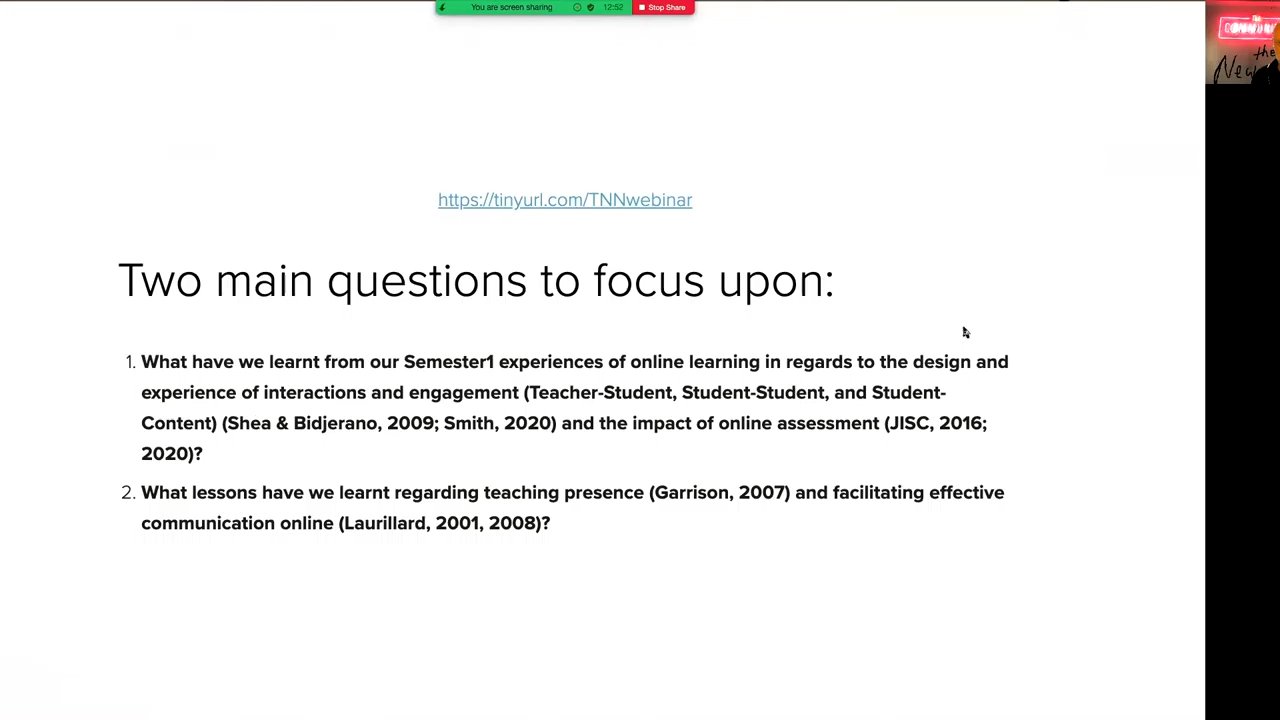 You are screen sharing 12:52 Stop Share
the
New
https://tinyurl.com/TNNwebinar
Two main questions to focus upon:
1. What have we learnt from our Semester1 experiences of online learning in regards to the design and
experience of interactions and engagement (Teacher-Student, Student-Student, and Student-
Content) (Shea & Bidjerano, 2009; Smith, 2020) and the impact of online assessment (JISC, 2016;
2020)?
2. What lessons have we learnt regarding teaching presence (Garrison, 2007) and facilitating effective
communication online (Laurillard, 2001, 2008)?